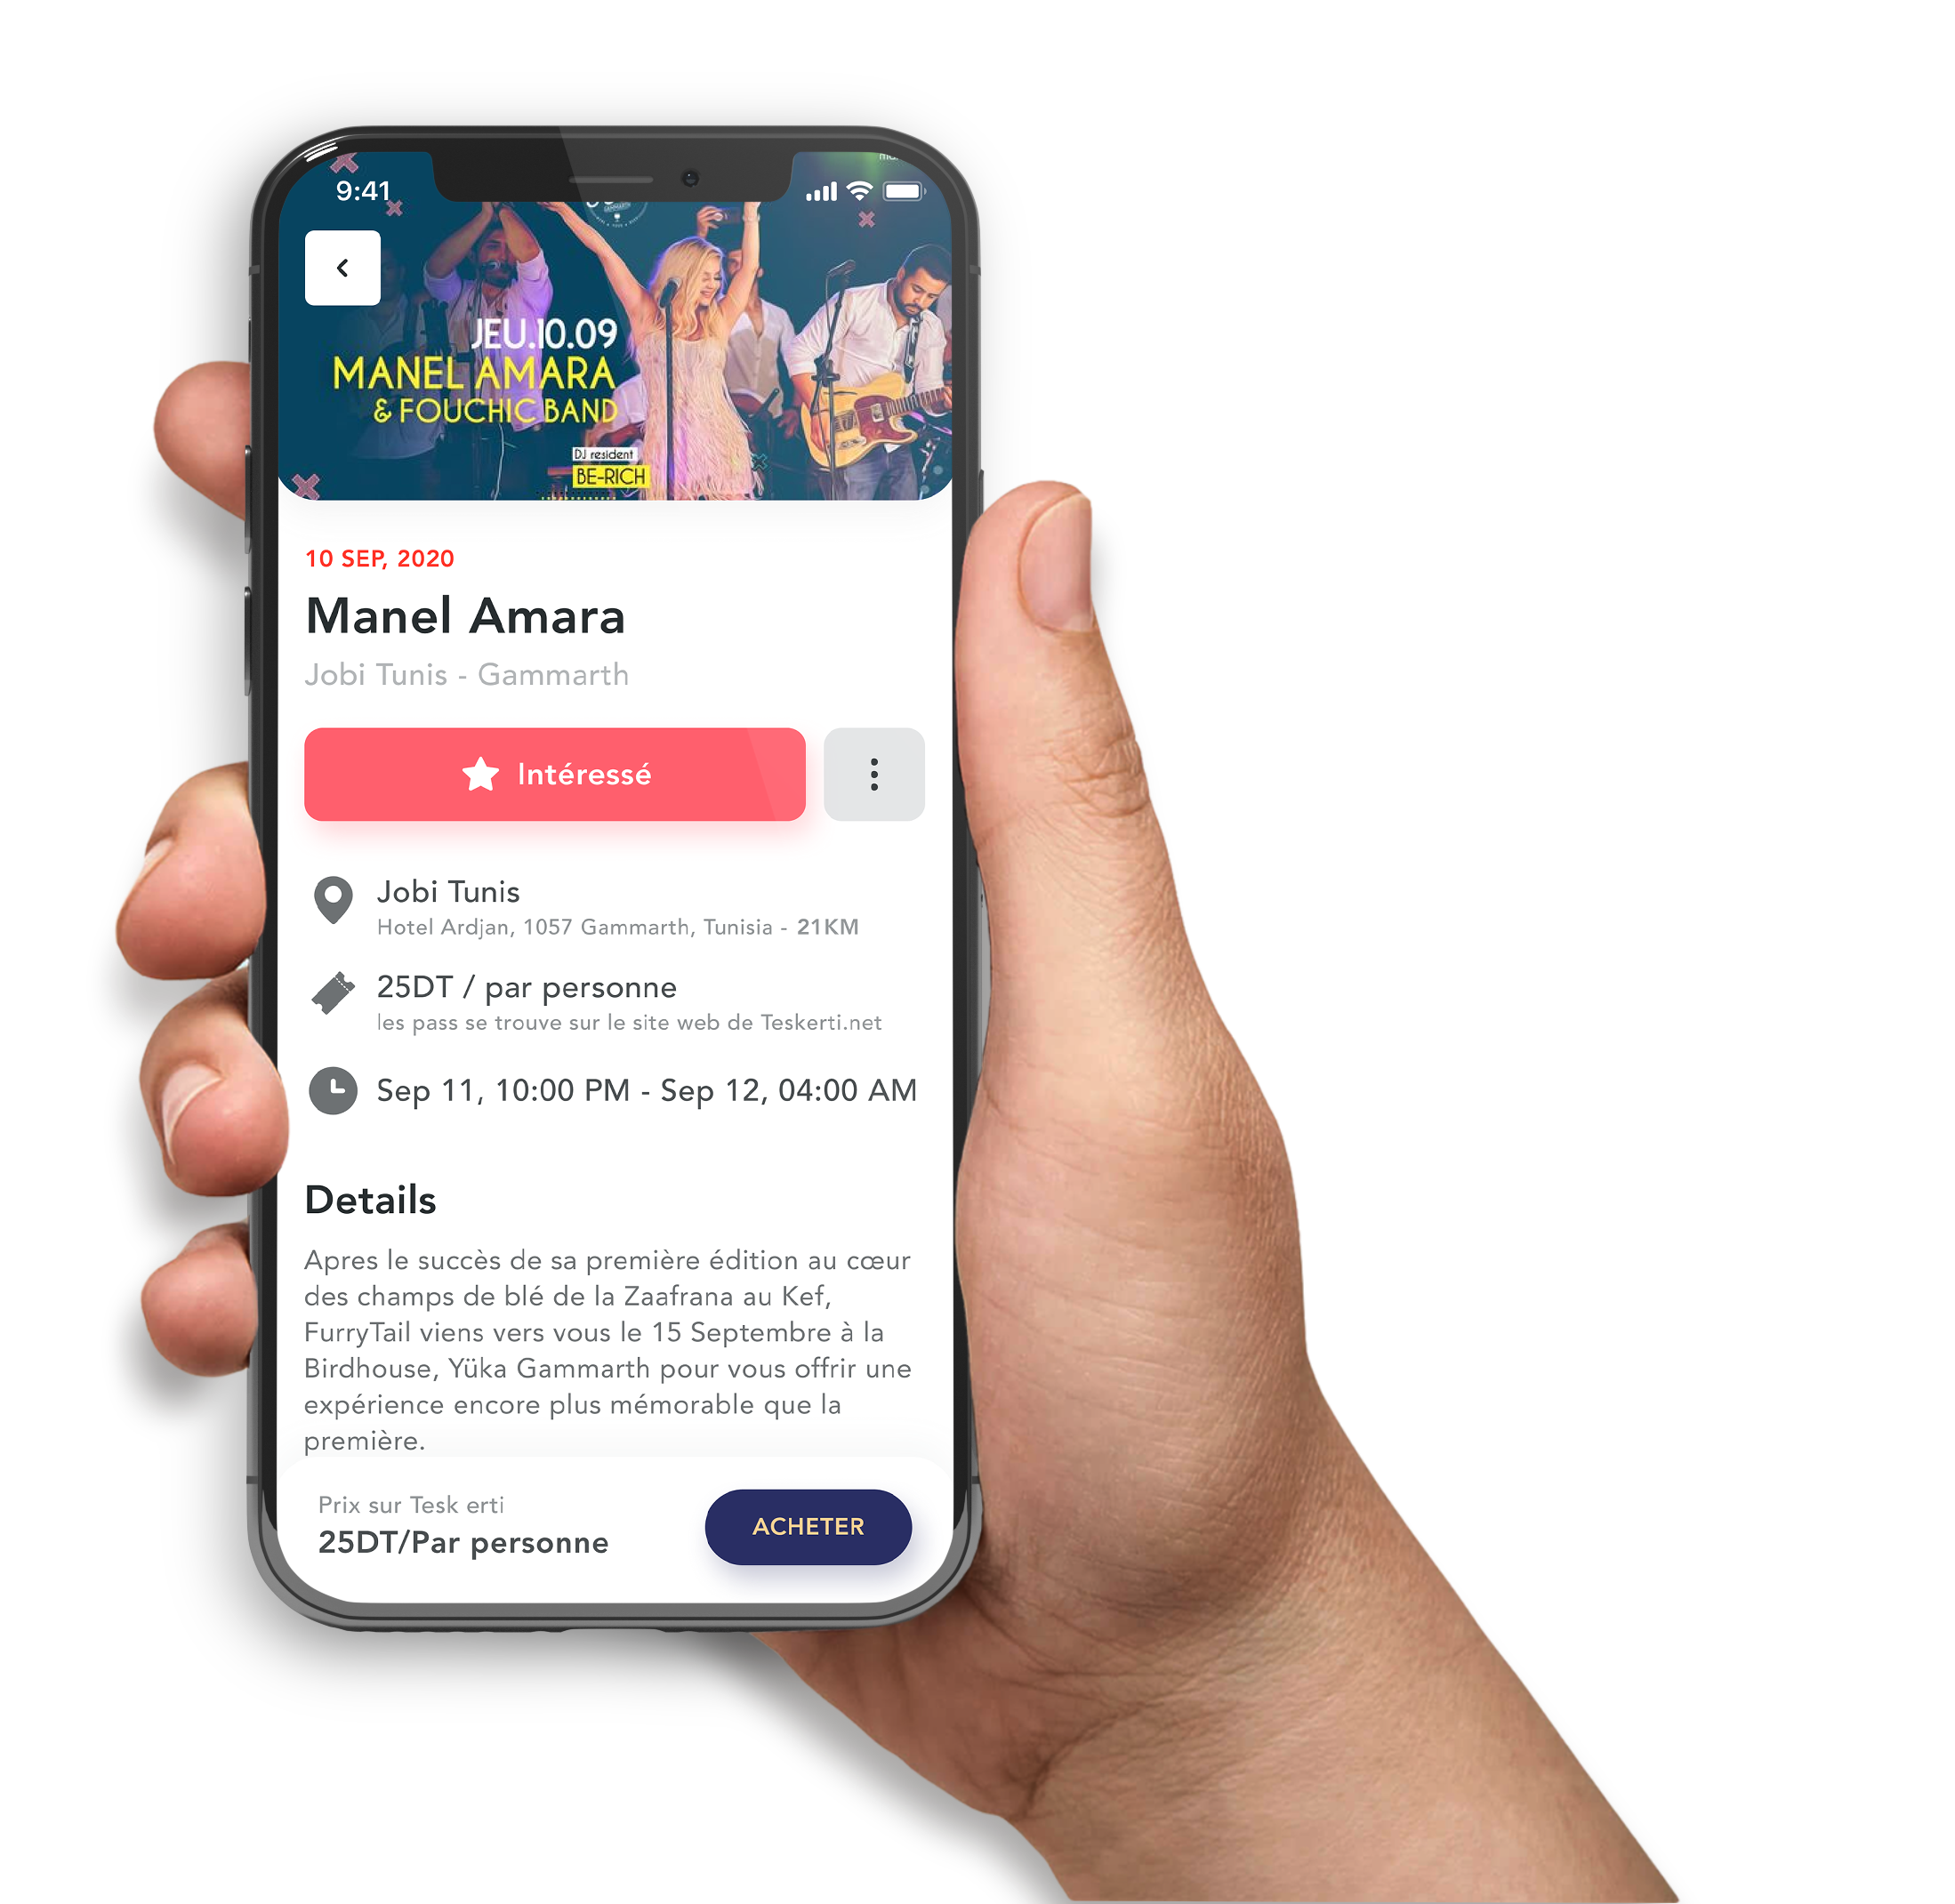 9:41
JEU.10.09
MANEL AMARA
& FOUCHIC BAND
DJ resident
BE-RICH
10 SEP, 2020
Manel Amara
Jobi Tunis - Gammarth
Intéressé
Jobi Tunis
Hotel Ardjan, 1057 Gammarth, Tunisia - 21KM
25DT / par personne
les pass se trouve sur le site web de Teskerti.net
Sep 11, 10:00 PM - Sep 12, 04:00 AM
Details
Apres le succès de sa première édition au cœur
des champs de blé de la Zaafrana au Kef,
FurryTail viens vers vous le 15 Septembre à la
Birdhouse, Yüka Gammarth pour vous offrir une
expérience encore plus mémorable que la
première.
Prix sur Tesk erti
25DT/Par personne
ACHETER